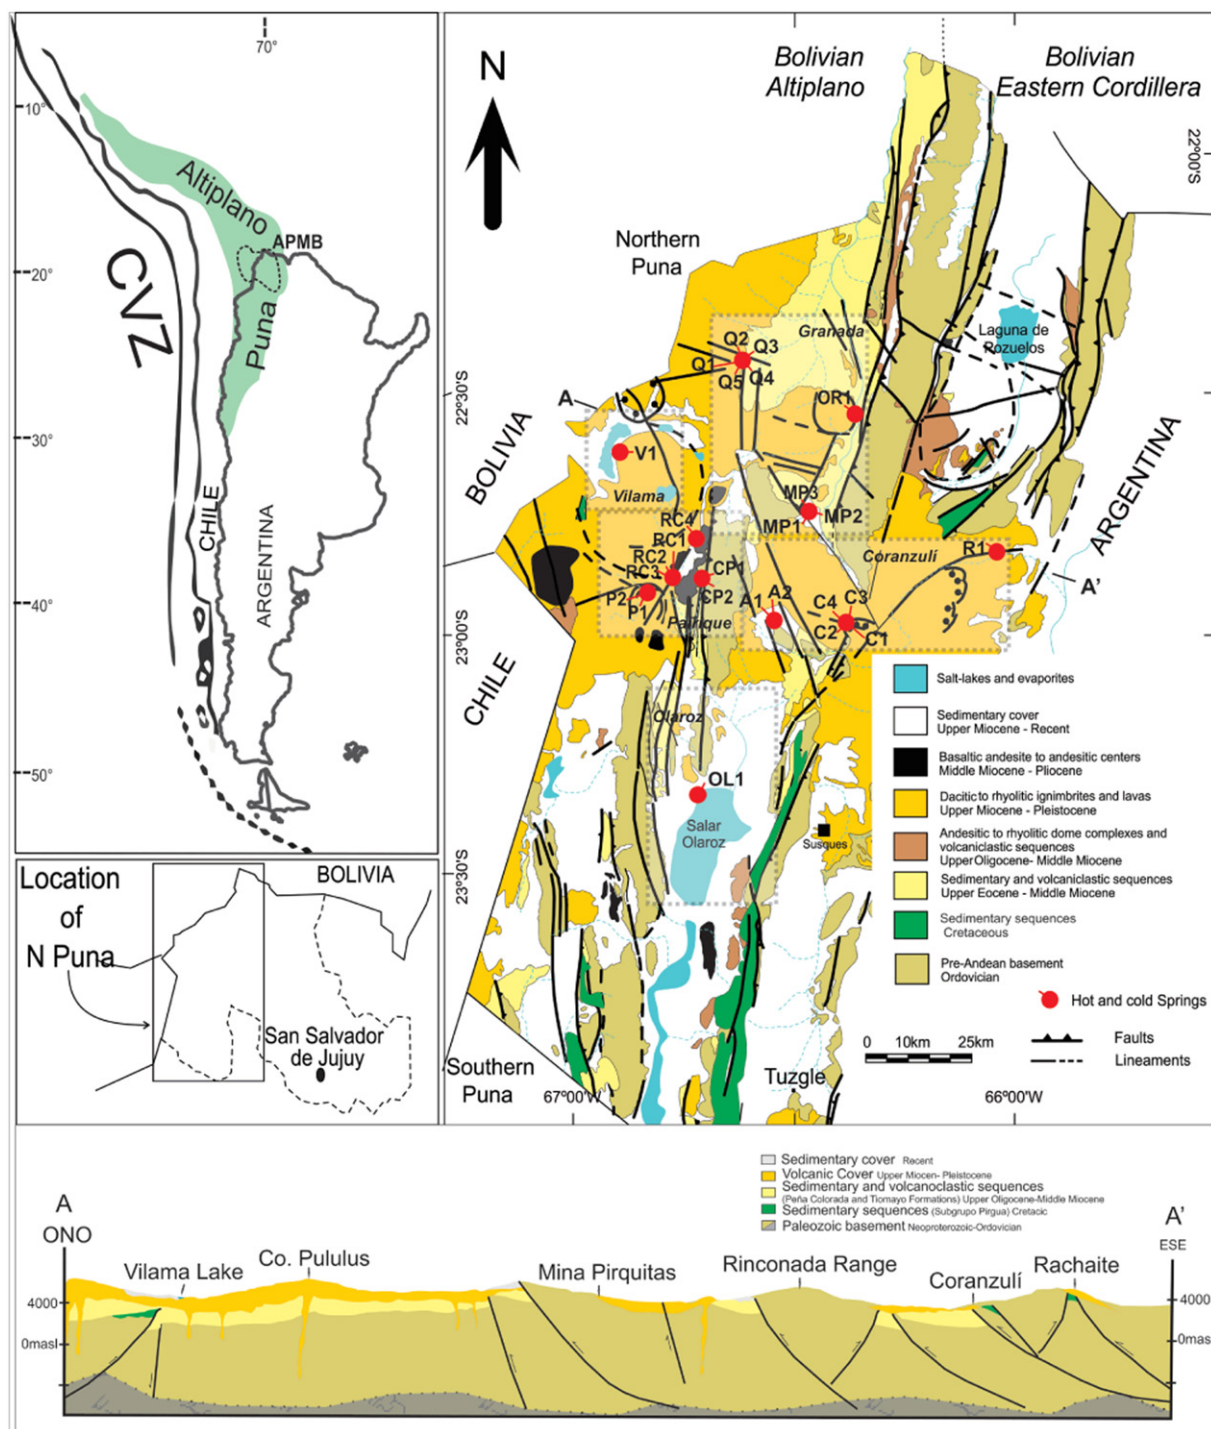 70°
10°
20°
30°
40°
50°
Altiplano
APMB
Puna
CVZ
CHILE
ARGENTINA
Location
of
N Puna
BOLIVIA
San Salvador
de Jujuy
N
Bolivian
Altiplano
Bolivian
Eastern Cordillera
22°00'S
Northern
Puna
Granada
Laguna de
Pozuelos
Q2
Q3
Q1
Q5
Q4
22°30'S
A
OR1
BOLIVIA
V1
Vilama
ARGENTINA
MP3
MP1
MP2
RC4
RC1
RC2
RC3
Coranzulí
R1
A'
CP1
CP2
P2
P1
A1
A2
C4
C3
C2
C1
Pairique
23°00'S
CHILE
Olaroz
OL1
Salar
Olaroz
Susques
23°30'S
Salt-lakes and evaporites
Sedimentary cover
Upper Miocene - Recent
Basaltic andesite to andesitic centers
Middle Miocene - Pliocene
Dacitic to rhyolitic ignimbrites and lavas
Upper Miocene - Pleistocene
Andesitic to rhyolitic dome complexes and
volcaniclastic sequences
Upper Oligocene- Middle Miocene
Sedimentary and volcaniclastic sequences
Upper Eocene - Middle Miocene
Sedimentary sequences
Cretaceous
Pre-Andean basement
Ordovician
Hot and cold Springs
0 10km 25km
Faults
Lineaments
Southern
Puna
Tuzgle
67°00'W
66°00'W
Sedimentary cover Recent
Volcanic Cover Upper Miocen- Pleistocene
Sedimentary and volcanoclastic sequences
(Peña Colorada and Tiomayo Formations) Upper Oligocene-Middle Miocene
Sedimentary sequences (Subgrupo Pirgua) Cretacic
Paleozoic basement Neoproterozoic-Ordovician
A
ONO
A'
ESE
Vilama Lake
Co. Pululus
Mina Pirquitas
Rinconada Range
Coranzulí
Rachaite
4000
0masl
4000
0masl